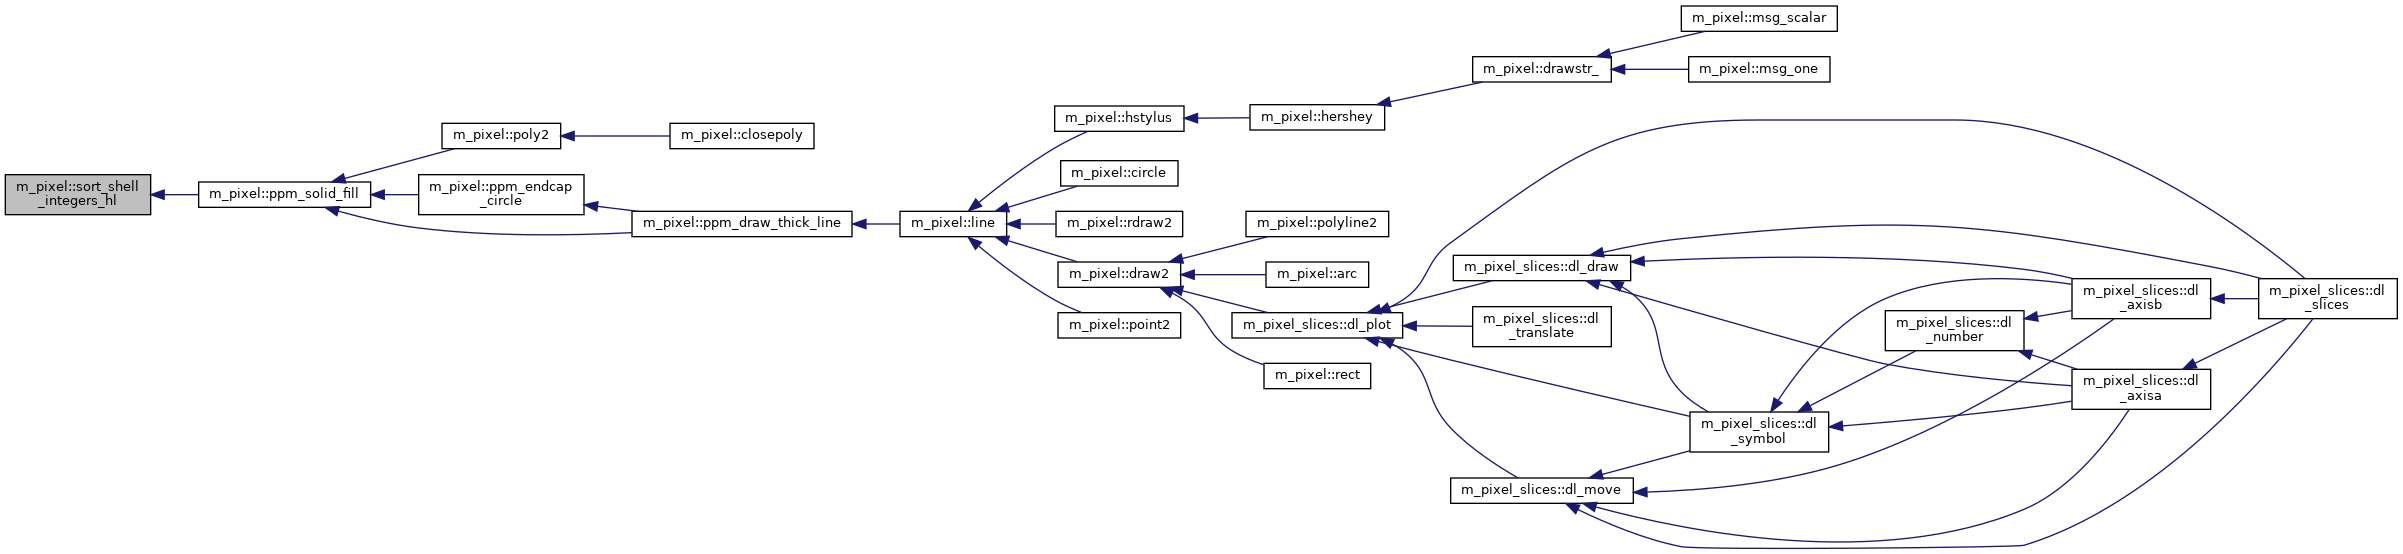 m_pixel::sort_shell
_integers_hl
m_pixel::ppm_solid_fill
m_pixel::poly2
m_pixel::closepoly
m_pixel::ppm_endcap
_circle
m_pixel::ppm_draw_thick_line
m_pixel::line
m_pixel::hstylus
m_pixel::hershey
m_pixel::drawstr_
m_pixel::msg_scalar
m_pixel::msg_one
m_pixel::circle
m_pixel::rdraw2
m_pixel::draw2
m_pixel::point2
m_pixel::polyline2
m_pixel::arc
m_pixel_slices::dl_plot
m_pixel::rect
m_pixel_slices::dl_draw
m_pixel_slices::dl
_translate
m_pixel_slices::dl
_symbol
m_pixel_slices::dl_move
m_pixel_slices::dl
_number
m_pixel_slices::dl
_axisb
m_pixel_slices::dl
_axisa
m_pixel_slices::dl
_slices